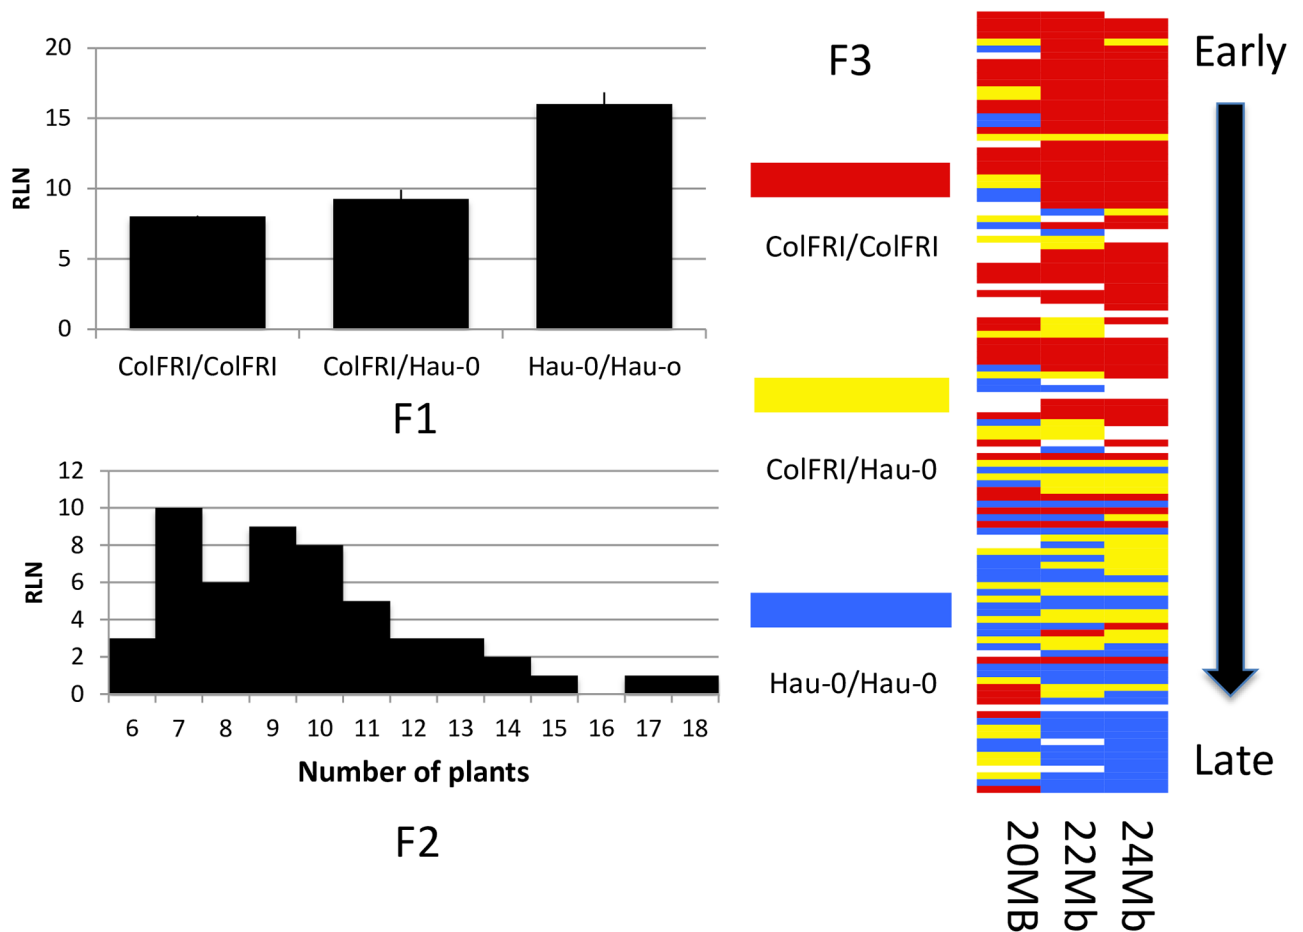 20
15
10
5
0
RLN
ColFRI/ColFRI
ColFRI/Hau-0
Hau-0/Hau-o
F1
12
10
8
6
4
2
0
RLN
6 7 8 9 10 11 12 13 14 15 16 17 18
Number of plants
F2
F3
ColFRI/ColFRI
ColFRI/Hau-0
Hau-0/Hau-0
Early
Late
20MB
22Mb
24Mb